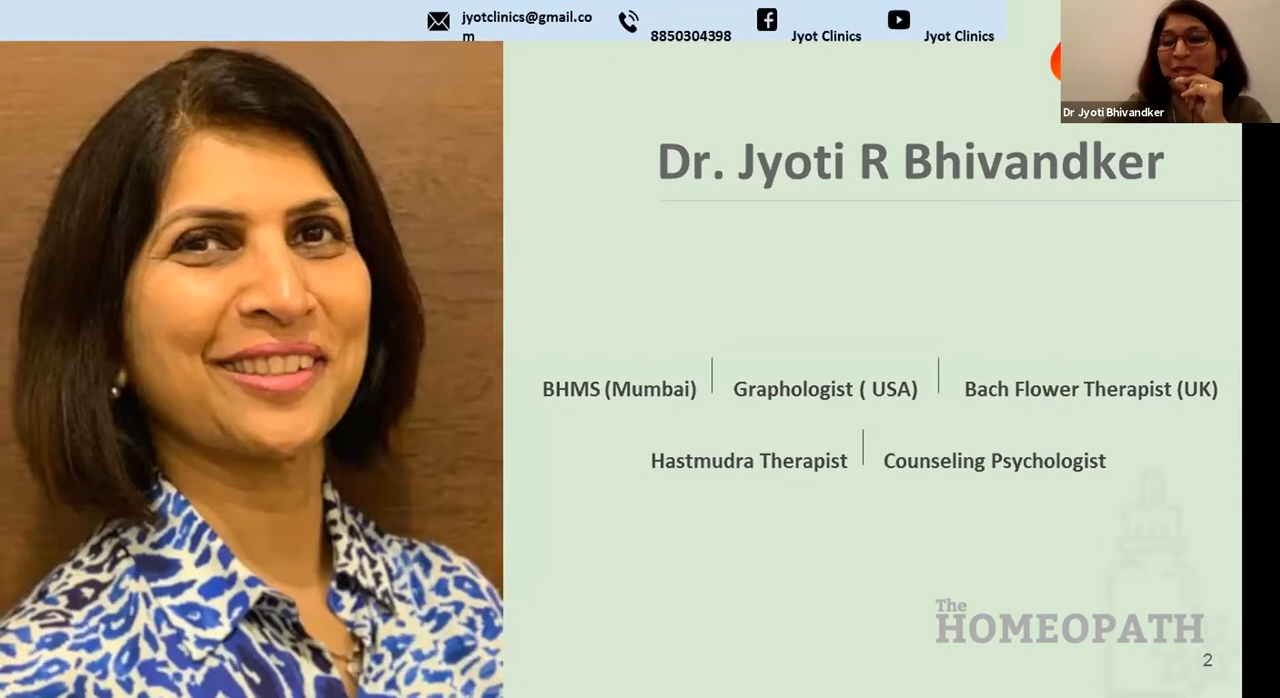 jyotclinics@gmail.co
m
8850304398
Jyot Clinics
Jyot Clinics
Dr Jyoti Bhivandker
Dr. Jyoti R Bhivandker
BHMS (Mumbai)
Graphologist ( USA)
Bach Flower Therapist (UK)
Hastmudra Therapist
Counseling Psychologist
The
HOMEOPATH
2